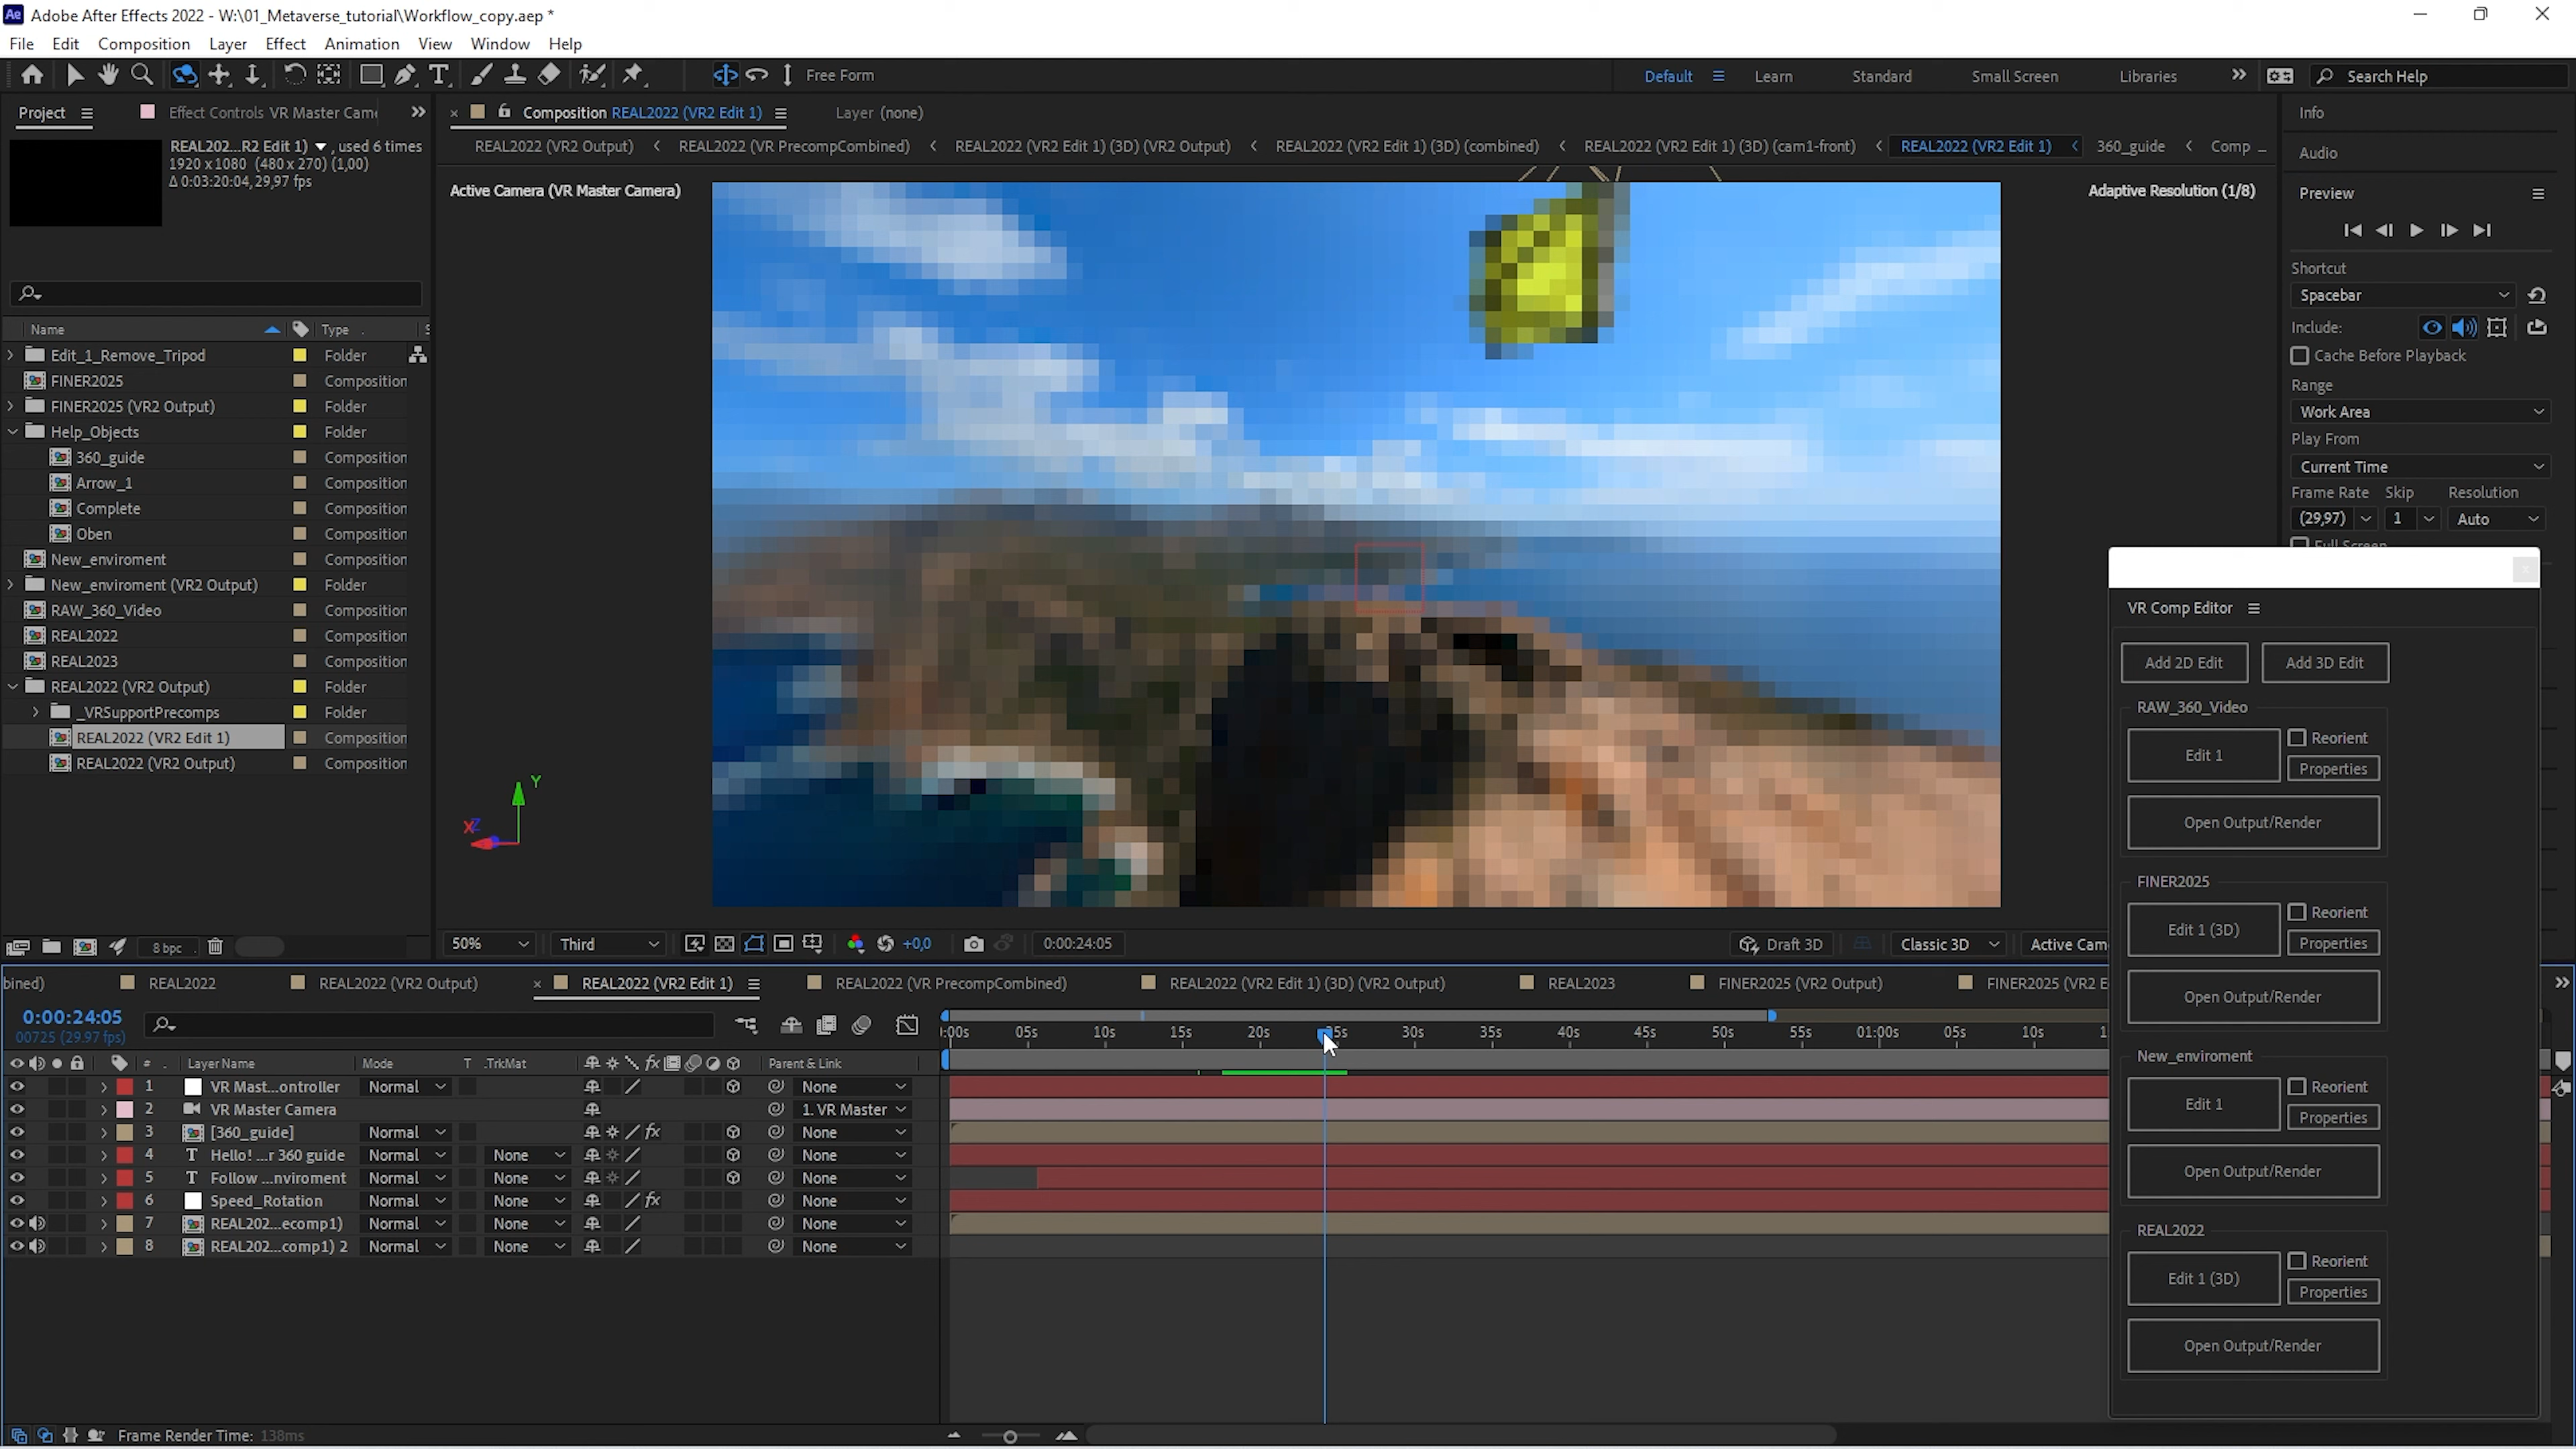 Ae Adobe After Effects 2022 - W:\01_Metaverse_tutorial\Workflow_copy.aep *
File Edit Composition Layer Effect Animation View Window Help
Free Form Default Learn Standard Small Screen Libraries Search Help
Project Effect Controls VR Master Cam
Composition REAL2022 (VR2 Edit 1) Layer (none)
Info
REAL202...R2 Edit 1) , used 6 times
1920 x 1080 (480 x 270) (1,00)
Δ 0:03:20:04, 29,97 fps
REAL2022 (VR2 Output) REAL2022 (VR PrecompCombined) REAL2022 (VR2 Edit 1) (3D) (VR2 Output) REAL2022 (VR2 Edit 1) (3D) (combined) REAL2022 (VR2 Edit 1) (3D) (cam1-front) REAL2022 (VR2 Edit 1) 360_guide Comp
Active Camera (VR Master Camera) Adaptive Resolution (1/8)
Audio
Preview
Shortcut
Spacebar
Include:
Cache Before Playback
Range
Work Area
Play From
Current Time
Frame Rate Skip Resolution
(29,97) 1 Auto
Name Type
Edit_1_Remove_Tripod Folder
FINER2025 Composition
FINER2025 (VR2 Output) Folder
Help_Objects Folder
360_guide Composition
Arrow_1 Composition
Complete Composition
Oben Composition
New_enviroment Composition
New_enviroment (VR2 Output) Folder
RAW_360_Video Composition
REAL2022 Composition
REAL2023 Composition
REAL2022 (VR2 Output) Folder
_VRSupportPrecomps Folder
REAL2022 (VR2 Edit 1) Composition
REAL2022 (VR2 Output) Composition
Y
X Z
8 bpc
50% Third +0,0 0:00:24:05 Draft 3D Classic 3D Active Cam
VR Comp Editor
Add 2D Edit Add 3D Edit
RAW_360_Video
Edit 1 Reorient
Properties
Open Output/Render
FINER2025
Edit 1 (3D) Reorient
Properties
Open Output/Render
New_enviroment
Edit 1 Reorient
Properties
Open Output/Render
REAL2022
Edit 1 (3D) Reorient
Properties
Open Output/Render
bined) REAL2022 REAL2022 (VR2 Output) REAL2022 (VR2 Edit 1) REAL2022 (VR PrecompCombined) REAL2022 (VR2 Edit 1) (3D) (VR2 Output) REAL2023 FINER2025 (VR2 Output) FINER2025 (VR2 E
0:00:24:05
00725 (29.97 fps)
:00s 05s 10s 15s 20s 25s 30s 35s 40s 45s 50s 55s 01:00s 05s 10s
# Layer Name Mode T .TrkMat fx Parent & Link
1 VR Mast...ontroller Normal None
2 VR Master Camera 1. VR Master
3 [360_guide] Normal fx None
4 T Hello! ...r 360 guide Normal None None
5 T Follow ...nviroment Normal None None
6 Speed_Rotation Normal None fx None
7 REAL202...ecomp1) Normal None None
8 REAL202...comp1) 2 Normal None None
Frame Render Time: 138ms